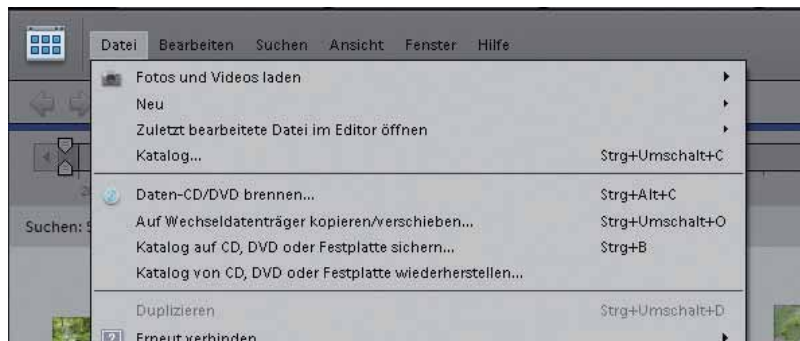 Datei Bearbeiten Suchen Ansicht Fenster Hilfe
Fotos und Videos laden
Neu
Zuletzt bearbeitete Datei im Editor öffnen
Katalog... Strg+Umschalt+C
Daten-CD/DVD brennen... Strg+Alt+C
Auf Wechseldatenträger kopieren/verschieben... Strg+Umschalt+O
Suchen:
Katalog auf CD, DVD oder Festplatte sichern... Strg+B
Katalog von CD, DVD oder Festplatte wiederherstellen...
Duplizieren Strg+Umschalt+D
Erneut verbinden